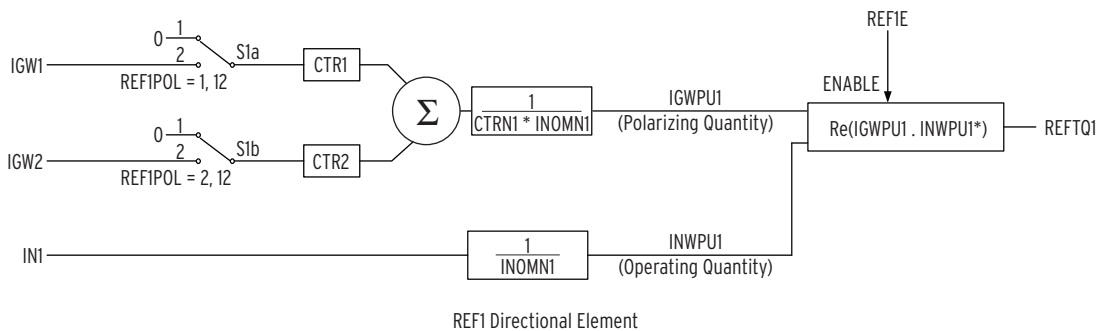 REF1E
1
0
S1a
2
IGW1
REF1POL = 1, 12
CTR1
ENABLE
Σ
1
CTRN1 * INOMN1
IGWPU1
(Polarizing Quantity)
Re(IGWPU1 . INWPU1*)
REFTQ1
1
0
S1b
2
IGW2
REF1POL = 2, 12
CTR2
IN1
1
INOMN1
INWPU1
(Operating Quantity)
REF1 Directional Element